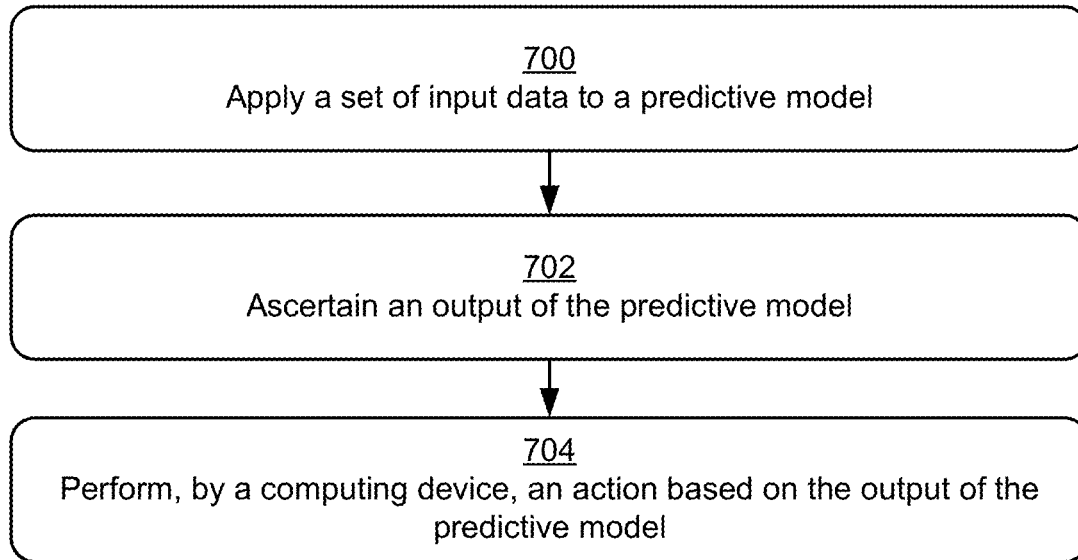 700
Apply a set of input data to a predictive model
702
Ascertain an output of the predictive model
704
Perform, by a computing device, an action based on the output of the
predictive model